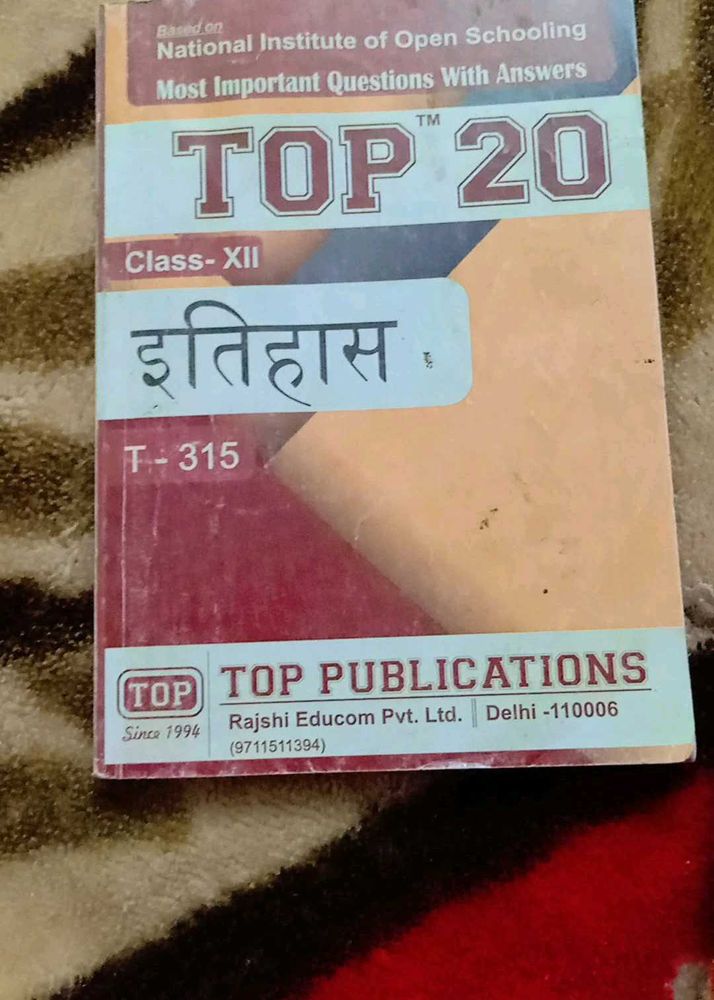 Based on
National Institute of Open Schooling
Most Important Questions With Answers
TOP™ 20
Class- XII
इतिहास
T - 315
TOP
Since 1994
TOP PUBLICATIONS
Rajshi Educom Pvt. Ltd. || Delhi -110006
(9711511394)